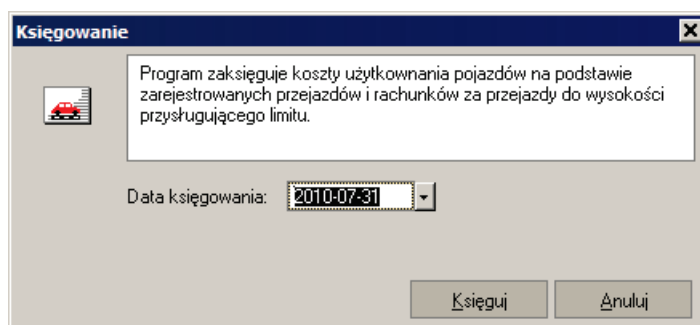 Księgowanie
Program zaksięguje koszty użytkownania pojazdów na podstawie
zarejestrowanych przejazdów i rachunków za przejazdy do wysokości
przysługującego limitu.
Data księgowania: 2010-07-31
Księguj Anuluj